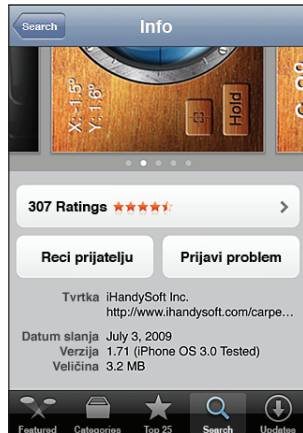 Search
Info
X: -1.5°
Y: 1.6°
Hold
307 Ratings
Reci prijatelju
Prijavi problem
Tvrtka iHandySoft Inc.
http://www.ihandysoft.com/carpe...
Datum slanja July 3, 2009
Verzija 1.71 (iPhone OS 3.0 Tested)
Veličina 3.2 MB
Featured Categories Top 25 Search Updates